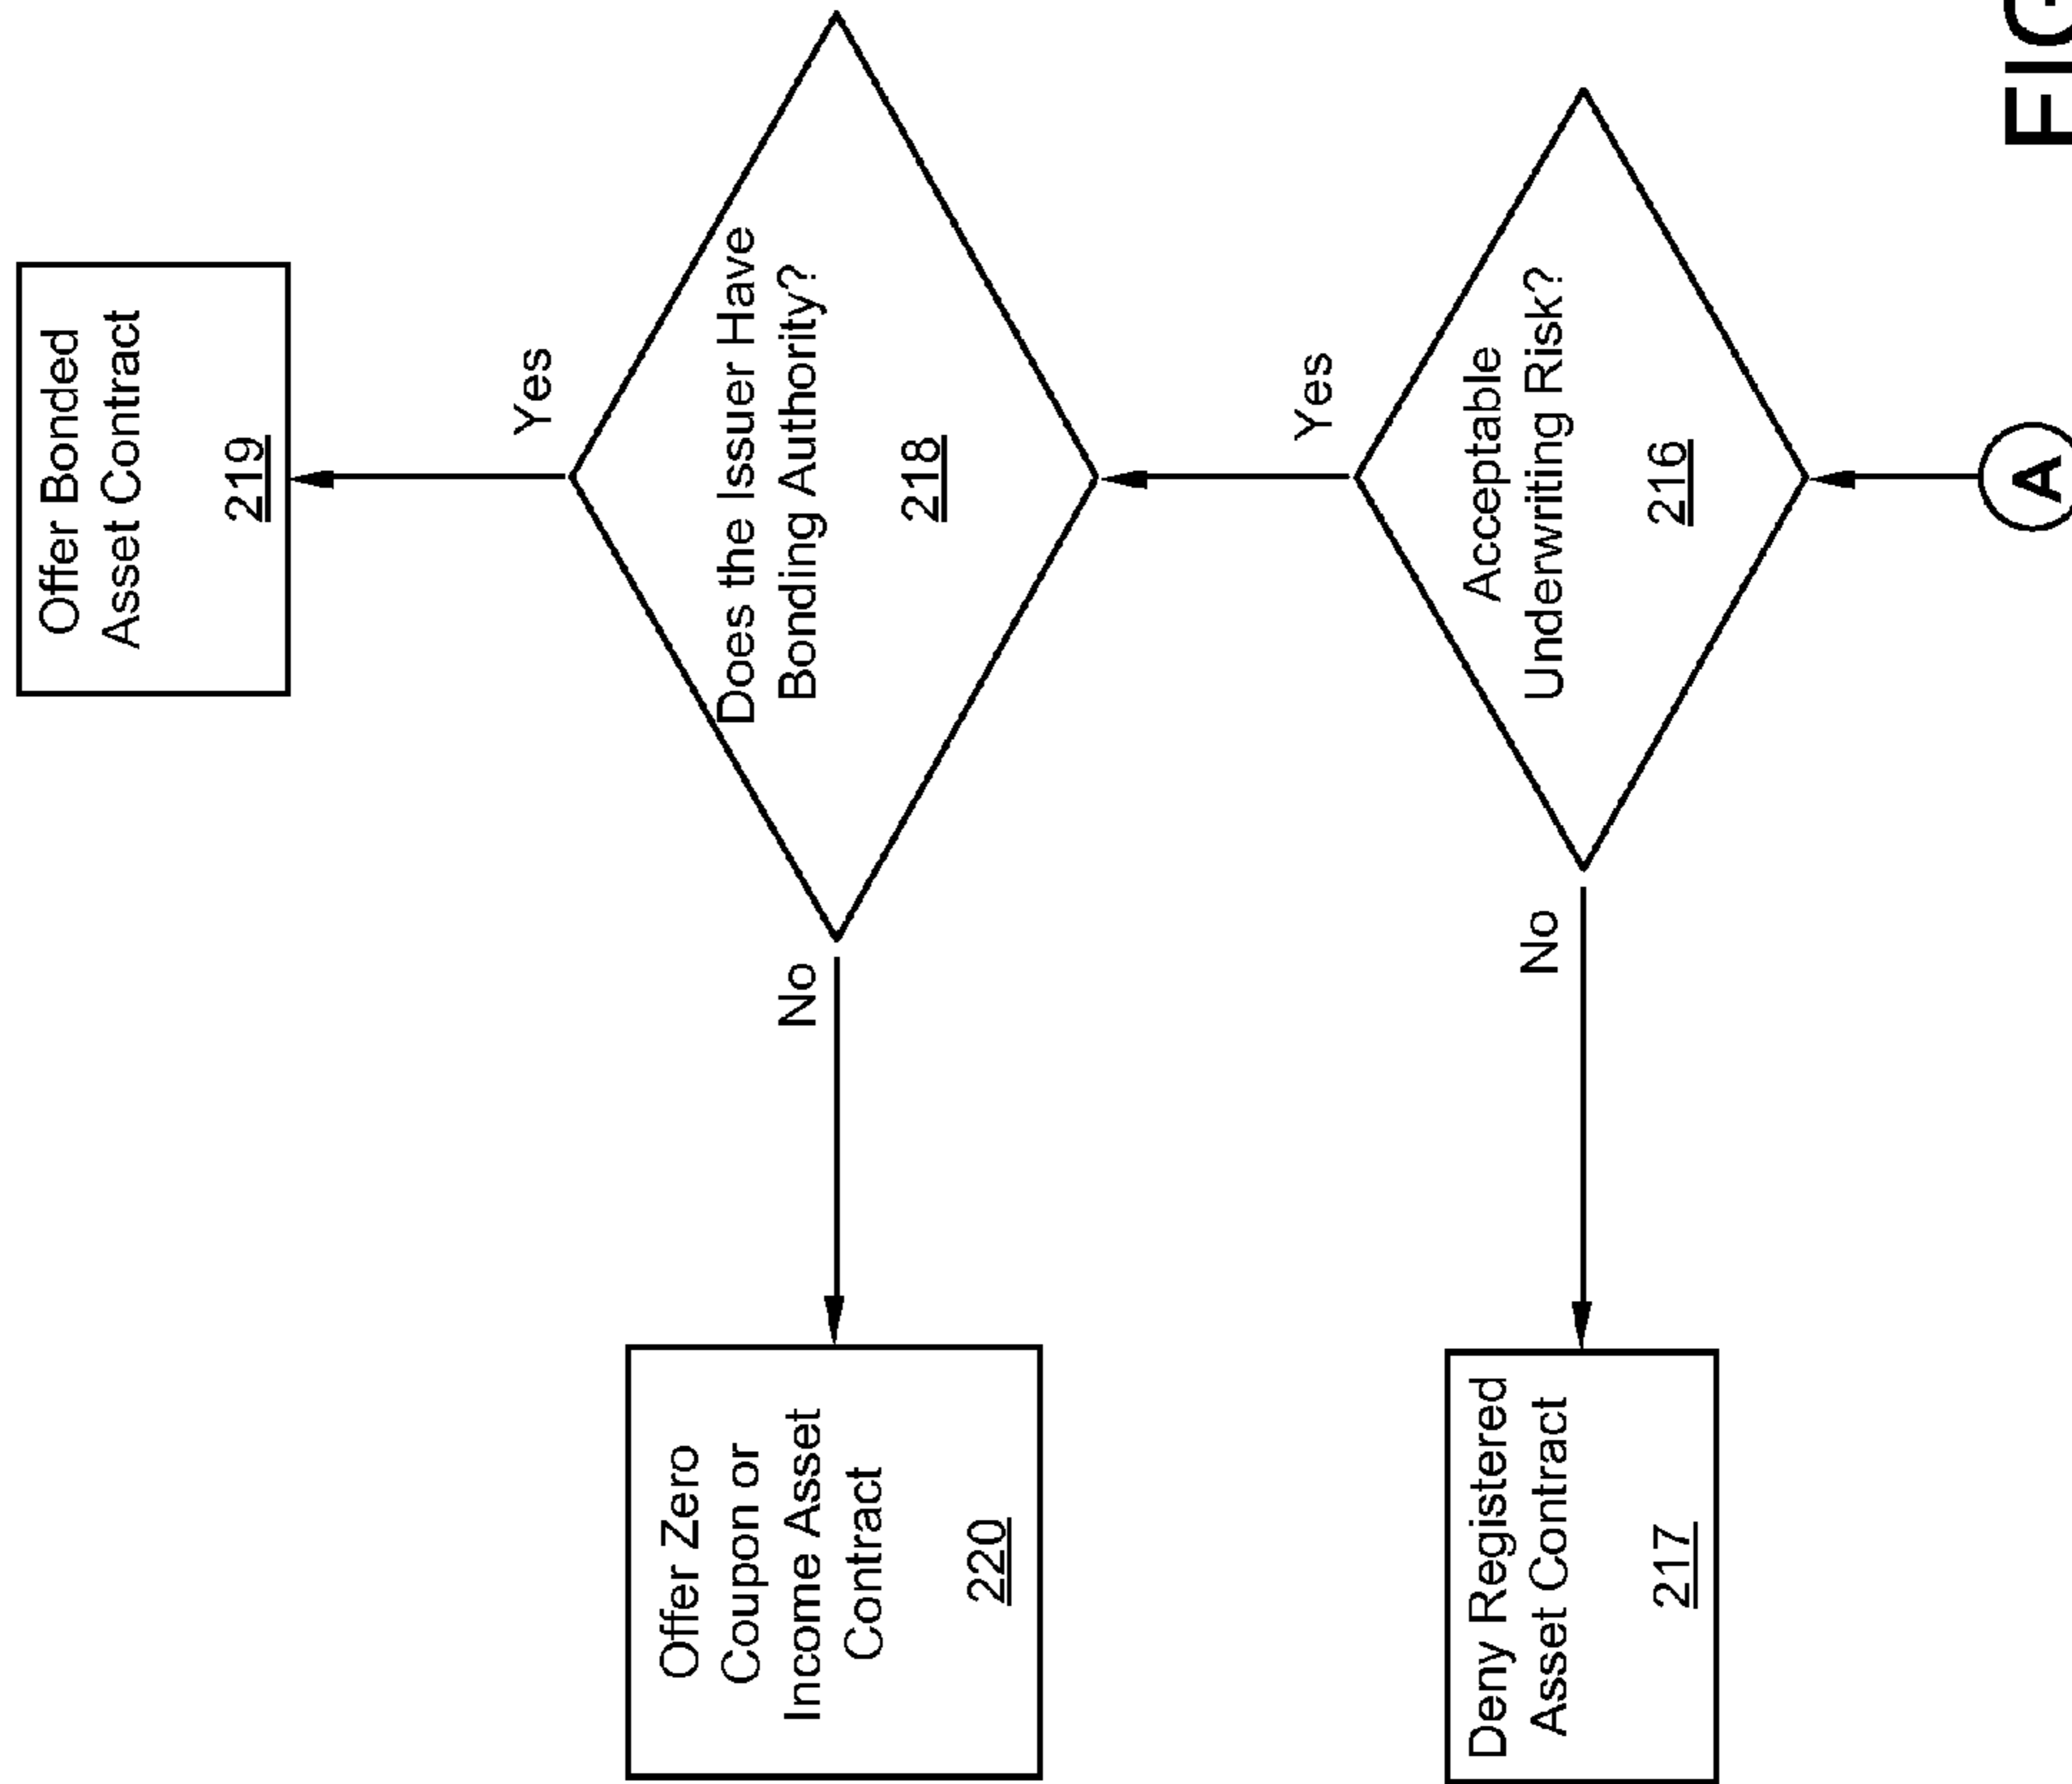 Offer Bonded
Asset Contract
219
Yes
Does the Issuer Have
Bonding Authority?
218
No
Offer Zero
Coupon or
Income Asset
Contract
220
Yes
Acceptable
Underwriting Risk?
216
No
Deny Registered
Asset Contract
217
A